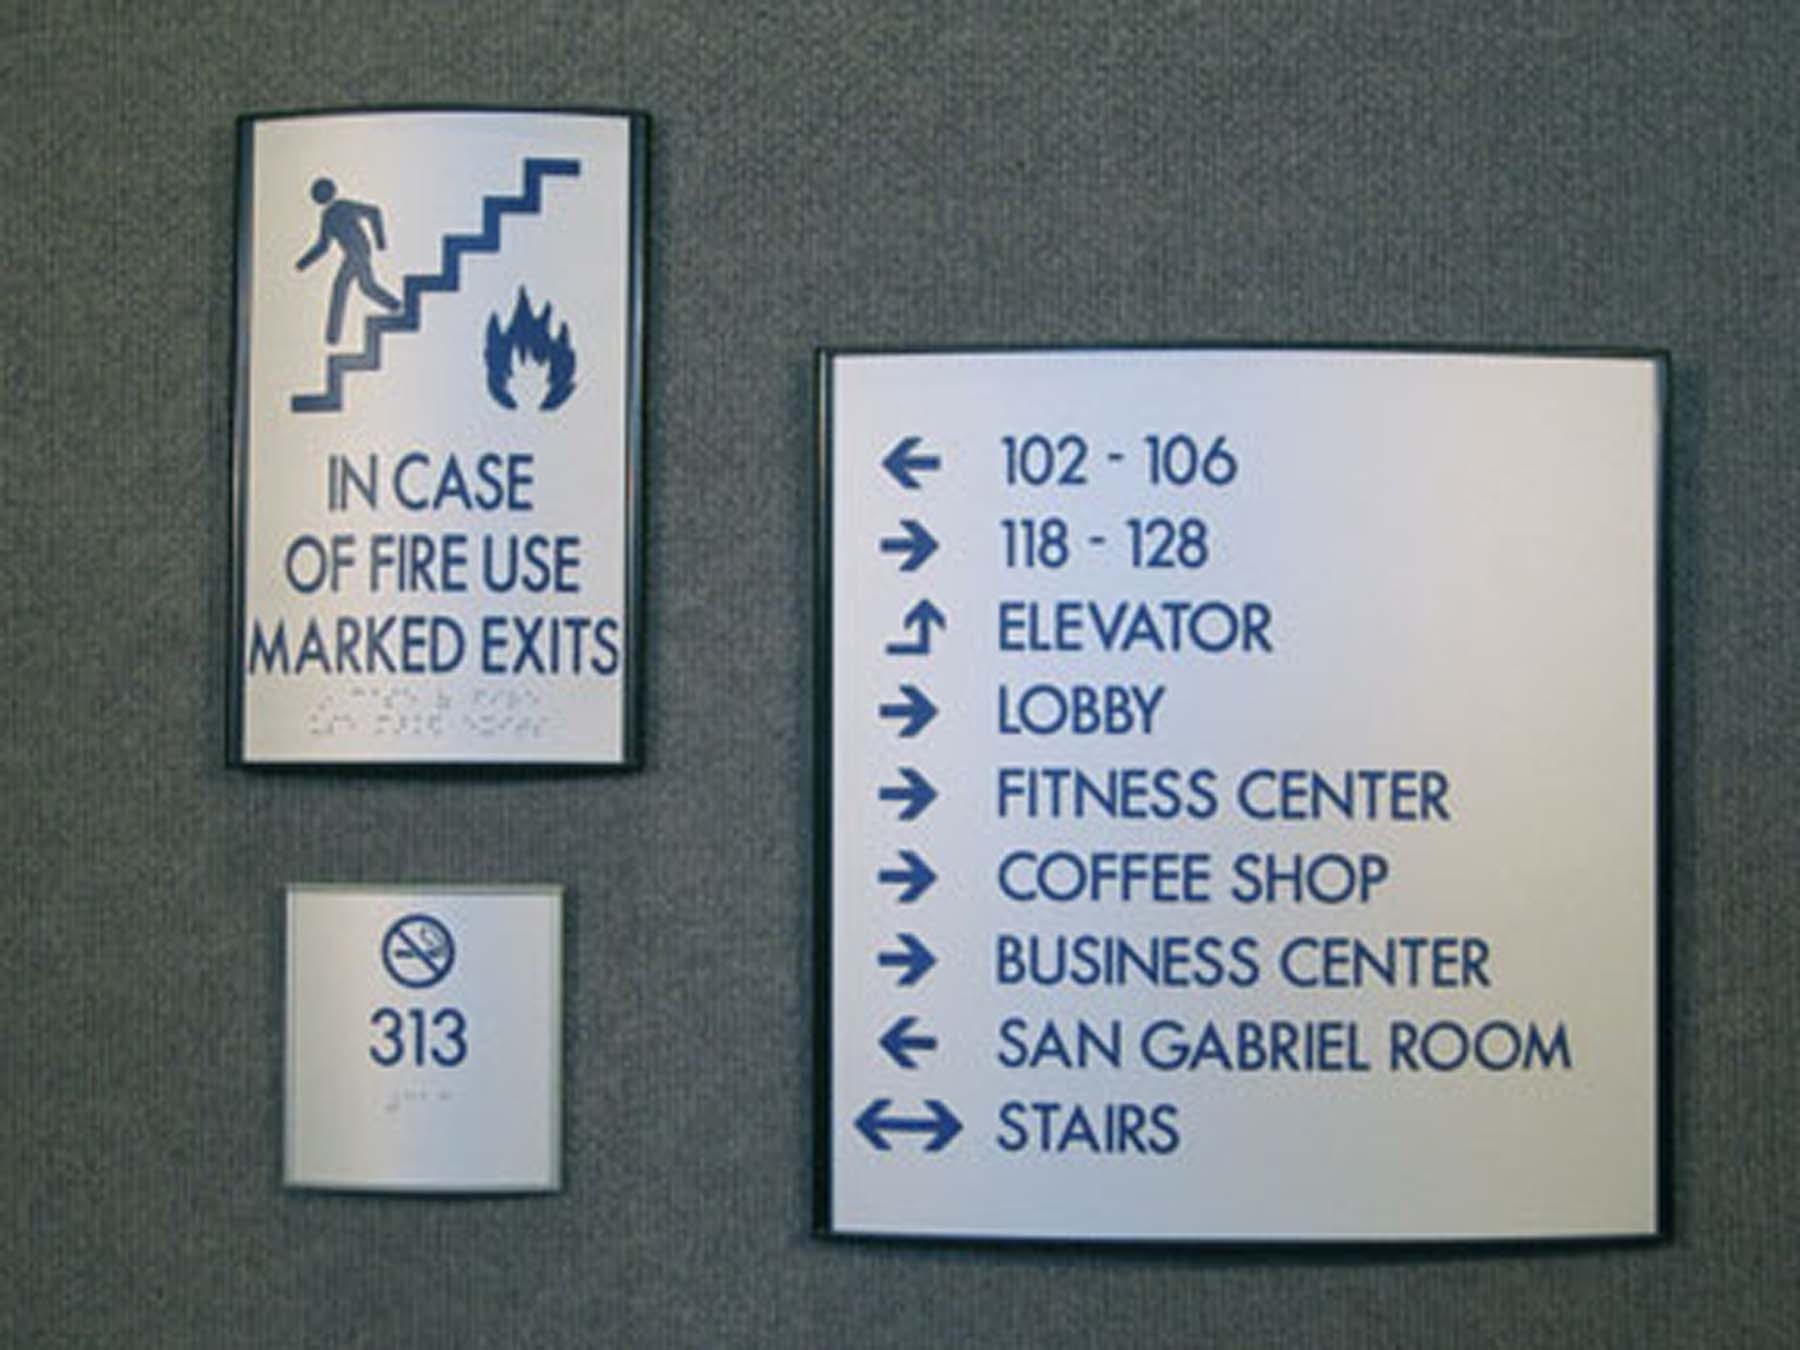 IN CASE
OF FIRE USE
MARKED EXITS
313
102 - 106
118 - 128
ELEVATOR
LOBBY
FITNESS CENTER
COFFEE SHOP
BUSINESS CENTER
SAN GABRIEL ROOM
STAIRS